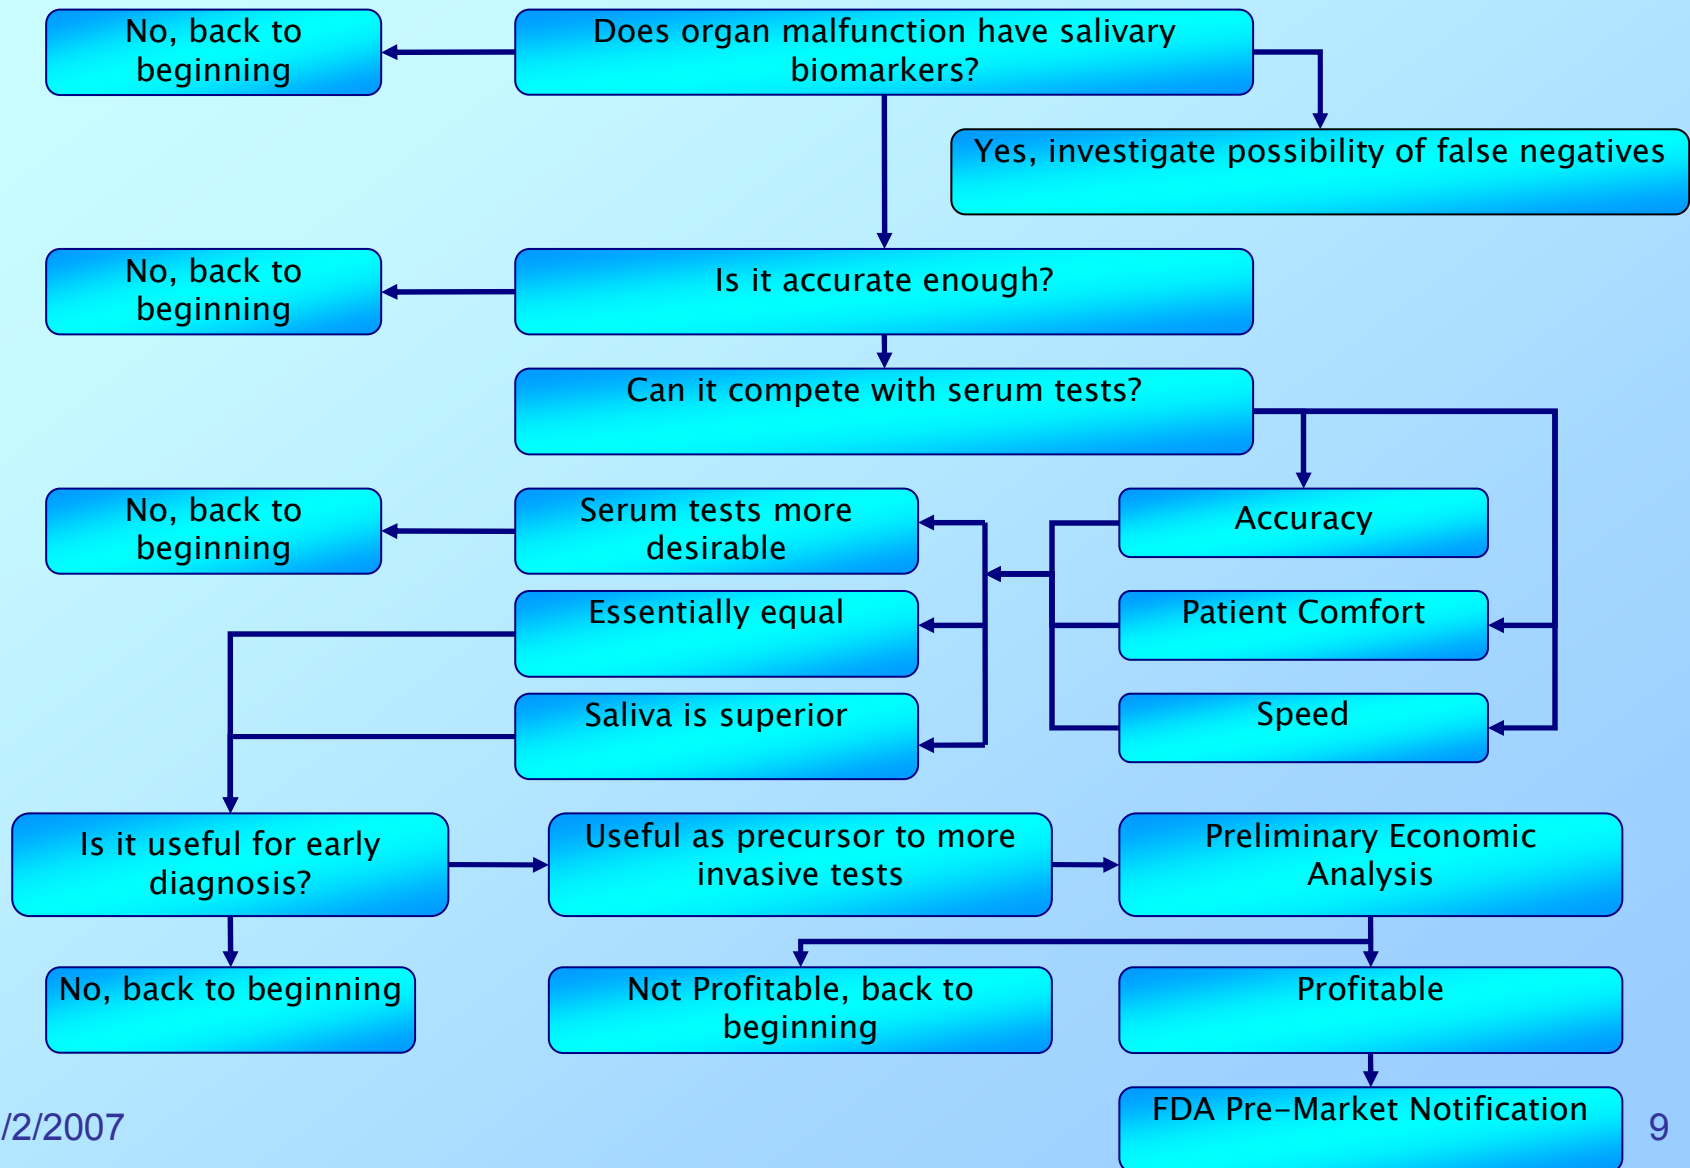 No, back to
beginning
Does organ malfunction have salivary
biomarkers?
Yes, investigate possibility of false negatives
No, back to
beginning
Is it accurate enough?
Can it compete with serum tests?
No, back to
beginning
Serum tests more
desirable
Accuracy
Essentially equal
Patient Comfort
Saliva is superior
Speed
Is it useful for early
diagnosis?
Useful as precursor to more
invasive tests
Preliminary Economic
Analysis
No, back to beginning
Not Profitable, back to
beginning
Profitable
FDA Pre-Market Notification
/2/2007
9